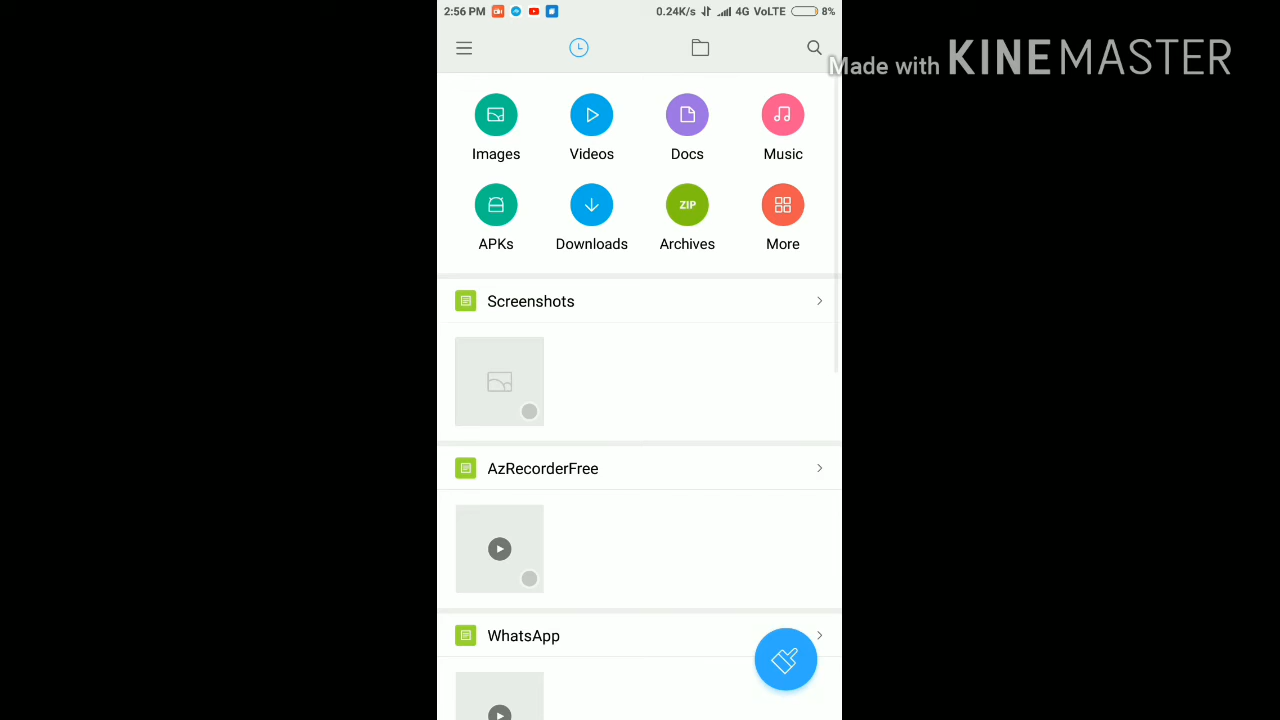 2:56 PM 0.24K/s 4G VoLTE 8%
Made with KINEMASTER
Images Videos Docs Music
ZIP
APKs Downloads Archives More
Screenshots
AzRecorderFree
WhatsApp